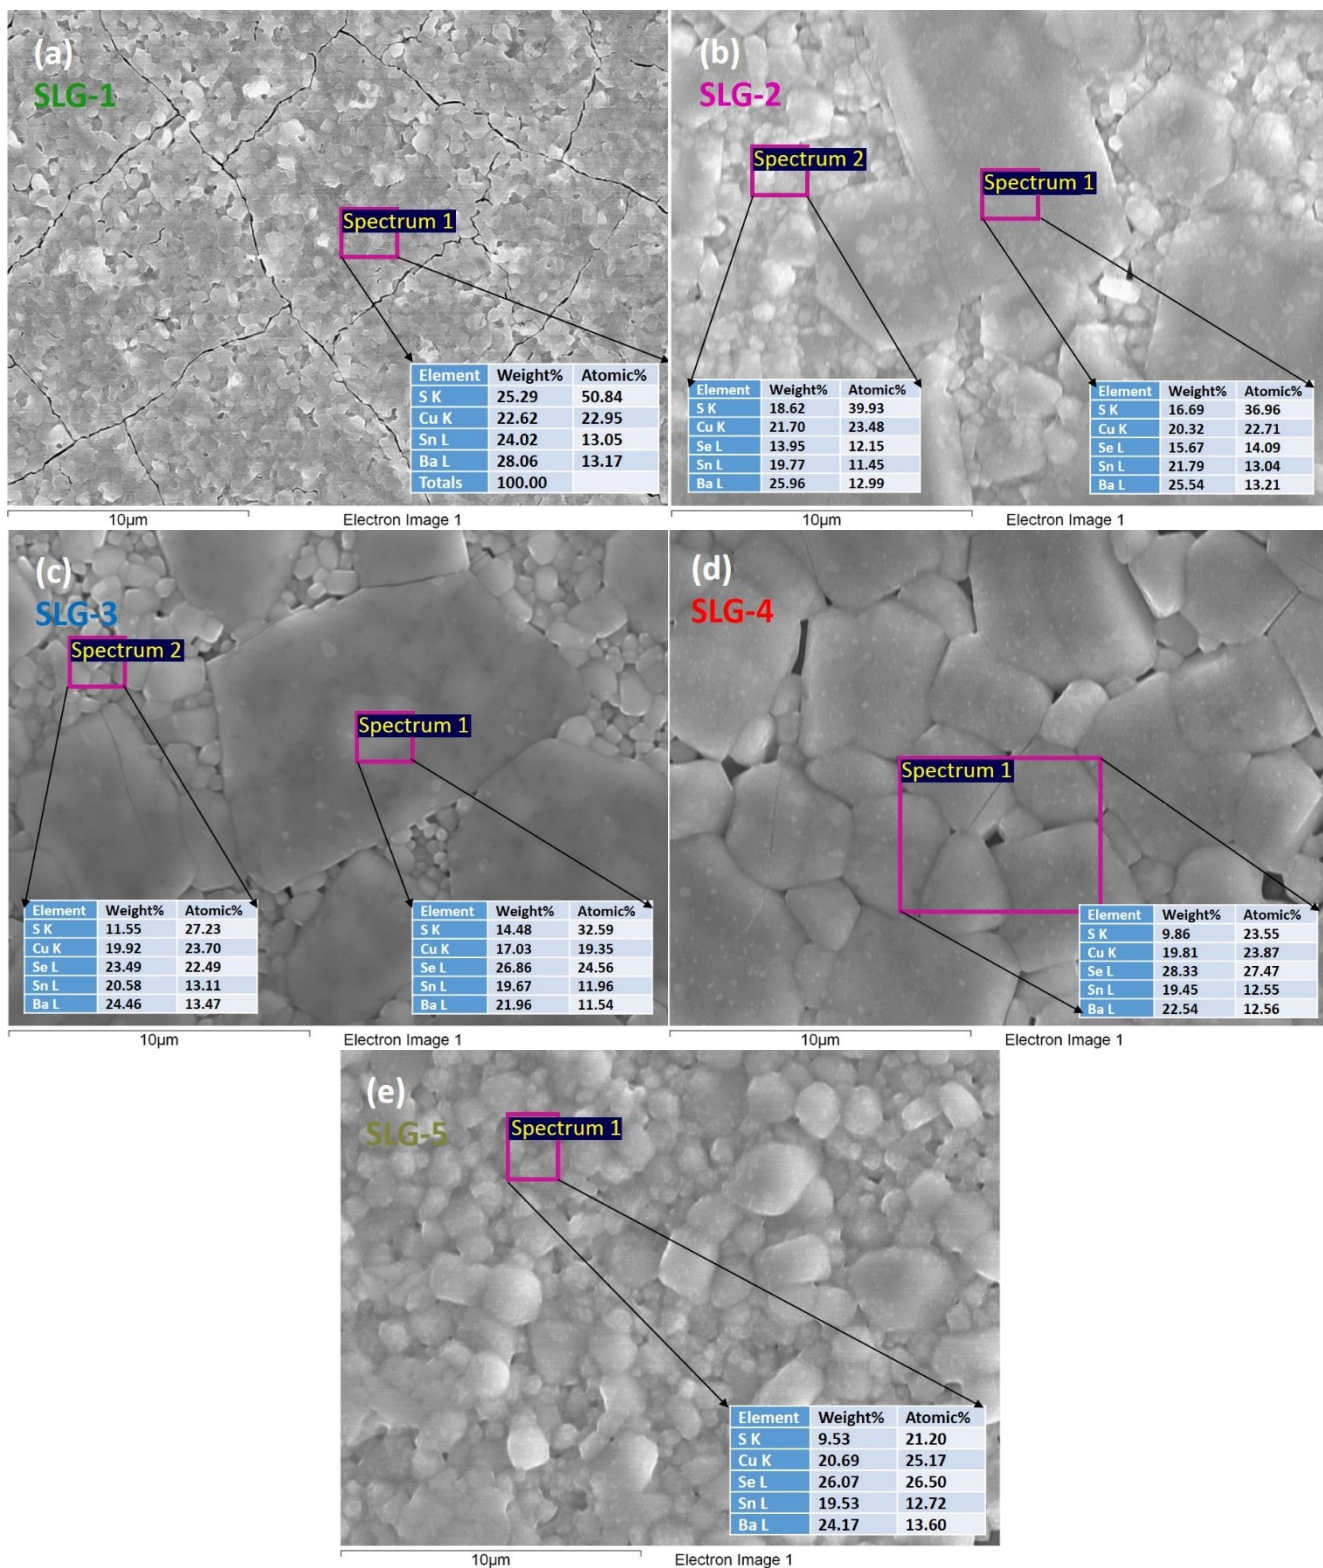 (a)
SLG-1
Spectrum 1
Element Weight% Atomic%
S K 25.29 50.84
Cu K 22.62 22.95
Sn L 24.02 13.05
Ba L 28.06 13.17
Totals 100.00
10µm Electron Image 1
(b)
SLG-2
Spectrum 2
Spectrum 1
Element Weight% Atomic%
S K 18.62 39.93
Cu K 21.70 23.48
Se L 13.95 12.15
Sn L 19.77 11.45
Ba L 25.96 12.99
Element Weight% Atomic%
S K 16.69 36.96
Cu K 20.32 22.71
Se L 15.67 14.09
Sn L 21.79 13.04
Ba L 25.54 13.21
10µm Electron Image 1
(c)
SLG-3
Spectrum 2
Spectrum 1
Element Weight% Atomic%
S K 11.55 27.23
Cu K 19.92 23.70
Se L 23.49 22.49
Sn L 20.58 13.11
Ba L 24.46 13.47
Element Weight% Atomic%
S K 14.48 32.59
Cu K 17.03 19.35
Se L 26.86 24.56
Sn L 19.67 11.96
Ba L 21.96 11.54
10µm Electron Image 1
(d)
SLG-4
Spectrum 1
Element Weight% Atomic%
S K 9.86 23.55
Cu K 19.81 23.87
Se L 28.33 27.47
Sn L 19.45 12.55
Ba L 22.54 12.56
10µm Electron Image 1
(e)
SLG-5
Spectrum 1
Element Weight% Atomic%
S K 9.53 21.20
Cu K 20.69 25.17
Se L 26.07 26.50
Sn L 19.53 12.72
Ba L 24.17 13.60
10µm Electron Image 1